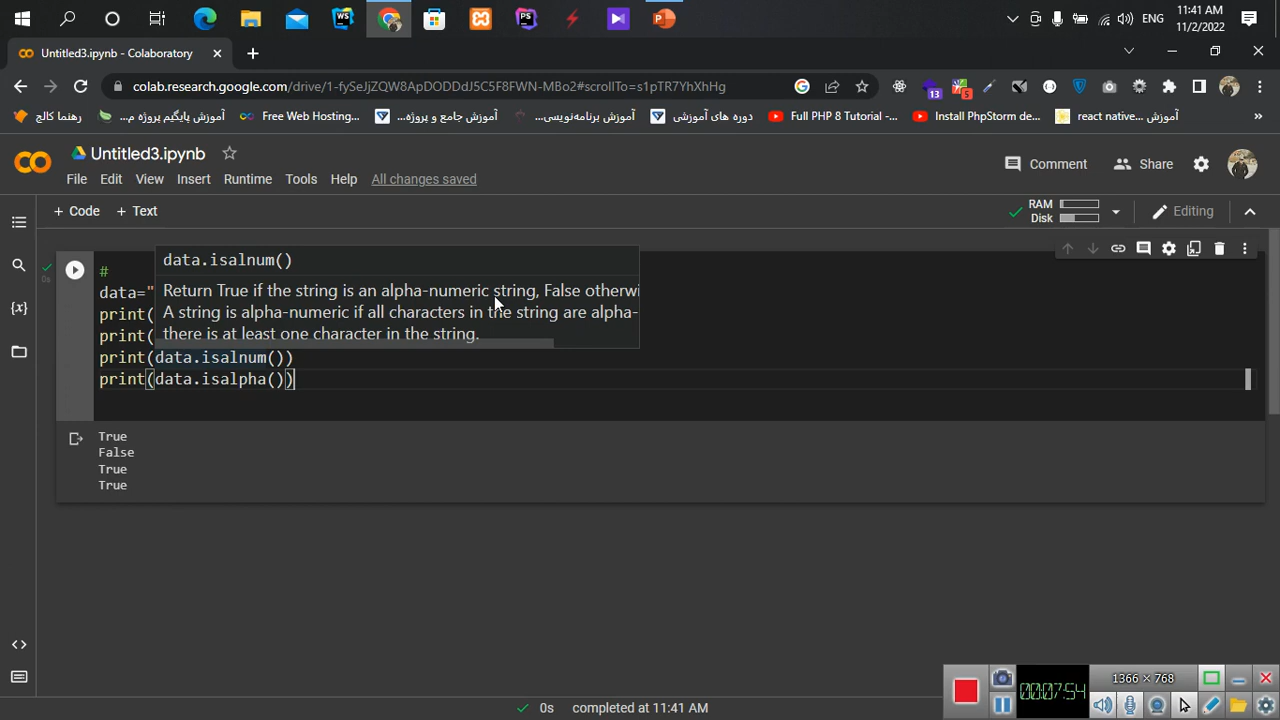 11:41 AM
ENG
11/2/2022
Untitled3.ipynb - Colaboratory
colab.research.google.com/drive/1-fySeJjZQW8ApDODDdJ5C5F8FWN-MBo2#scrollTo=s1pTR7YhXhHg
13
5
رهنما کالج
آموزش پایگیم پروژه م...
Free Web Hosting...
آموزش جامع و پروژه...
آموزش برنامه‌نویسی...
دوره های آموزشی
Full PHP 8 Tutorial -...
Install PhpStorm de...
آموزش react native...
Untitled3.ipynb
Comment
Share
File Edit View Insert Runtime Tools Help All changes saved
+ Code + Text
RAM
Disk
Editing
data.isalnum()
Return True if the string is an alpha-numeric string, False otherwi
A string is alpha-numeric if all characters in the string are alpha-
there is at least one character in the string.
0s
#
data="
print(
print(
print(data.isalnum())
print(data.isalpha())
True
False
True
True
1366 × 768
00:07:54
0s completed at 11:41 AM